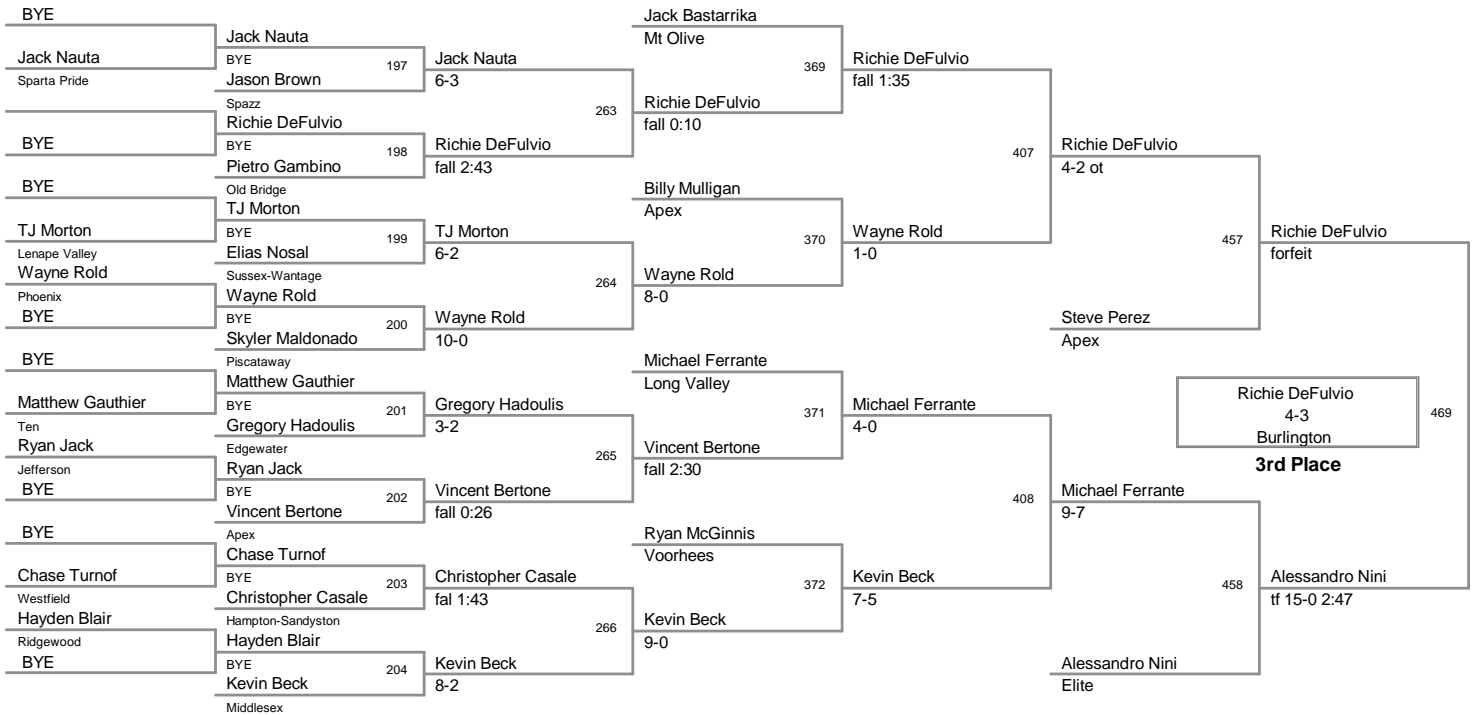 BYE
Jack Nauta
Sparta Pride
BYE
BYE
TJ Morton
Lenape Valley
Wayne Rold
Phoenix
BYE
BYE
Matthew Gauthier
Ten
Ryan Jack
Jefferson
BYE
BYE
Chase Turnof
Westfield
Hayden Blair
Ridgewood
BYE
Jack Nauta
BYE
197
Jason Brown
Spazz
Richie DeFulvio
BYE
198
Pietro Gambino
Old Bridge
TJ Morton
BYE
199
Elias Nosal
Sussex-Wantage
Wayne Rold
BYE
200
Skyler Maldonado
Piscataway
Matthew Gauthier
BYE
201
Gregory Hadoulis
Edgewater
Ryan Jack
BYE
202
Vincent Bertone
Apex
Chase Turnof
BYE
203
Christopher Casale
Hampton-Sandyston
Hayden Blair
BYE
204
Kevin Beck
Middlesex
Jack Nauta
6-3
263
Richie DeFulvio
fall 2:43
TJ Morton
6-2
264
Wayne Rold
10-0
Gregory Hadoulis
3-2
265
Vincent Bertone
fall 0:26
Christopher Casale
fal 1:43
266
Kevin Beck
8-2
Jack Bastarrika
Mt Olive
369
Richie DeFulvio
fall 0:10
Billy Mulligan
Apex
370
Wayne Rold
8-0
Michael Ferrante
Long Valley
371
Vincent Bertone
fall 2:30
Ryan McGinnis
Voorhees
372
Kevin Beck
9-0
Richie DeFulvio
fall 1:35
407
Wayne Rold
1-0
Michael Ferrante
4-0
408
Kevin Beck
7-5
Richie DeFulvio
4-2 ot
457
Steve Perez
Apex
Michael Ferrante
9-7
458
Alessandro Nini
Elite
Richie DeFulvio
forfeit
Richie DeFulvio
4-3
469
Burlington
3rd Place
Alessandro Nini
tf 15-0 2:47